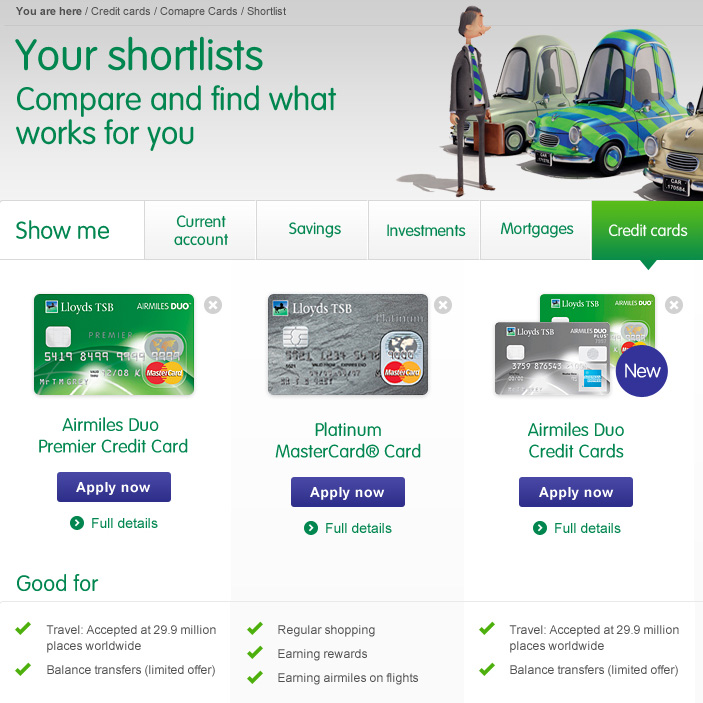 You are here / Credit cards / Comapre Cards / Shortlist
Your shortlists
Compare and find what
works for you
CAR
Show me
Current
account
Savings
Investments
Mortgages
Credit cards
Lloyds TSB
AIRMILES DUO
PREMIER
5419 8499 9999 9999
12/08
Mr T M GREY
MasterCard
Lloyds TSB
Platinum
MasterCard
Lloyds TSB
AIRMILES DUO
Lloyds TSB
AIRMILES DUO
PLUS
3759 876543
New
Airmiles Duo
Premier Credit Card
Platinum
MasterCard® Card
Airmiles Duo
Credit Cards
Apply now
Apply now
Apply now
Full details
Full details
Full details
Good for
Travel: Accepted at 29.9 million
places worldwide
Balance transfers (limited offer)
Regular shopping
Earning rewards
Earning airmiles on flights
Travel: Accepted at 29.9 million
places worldwide
Balance transfers (limited offer)